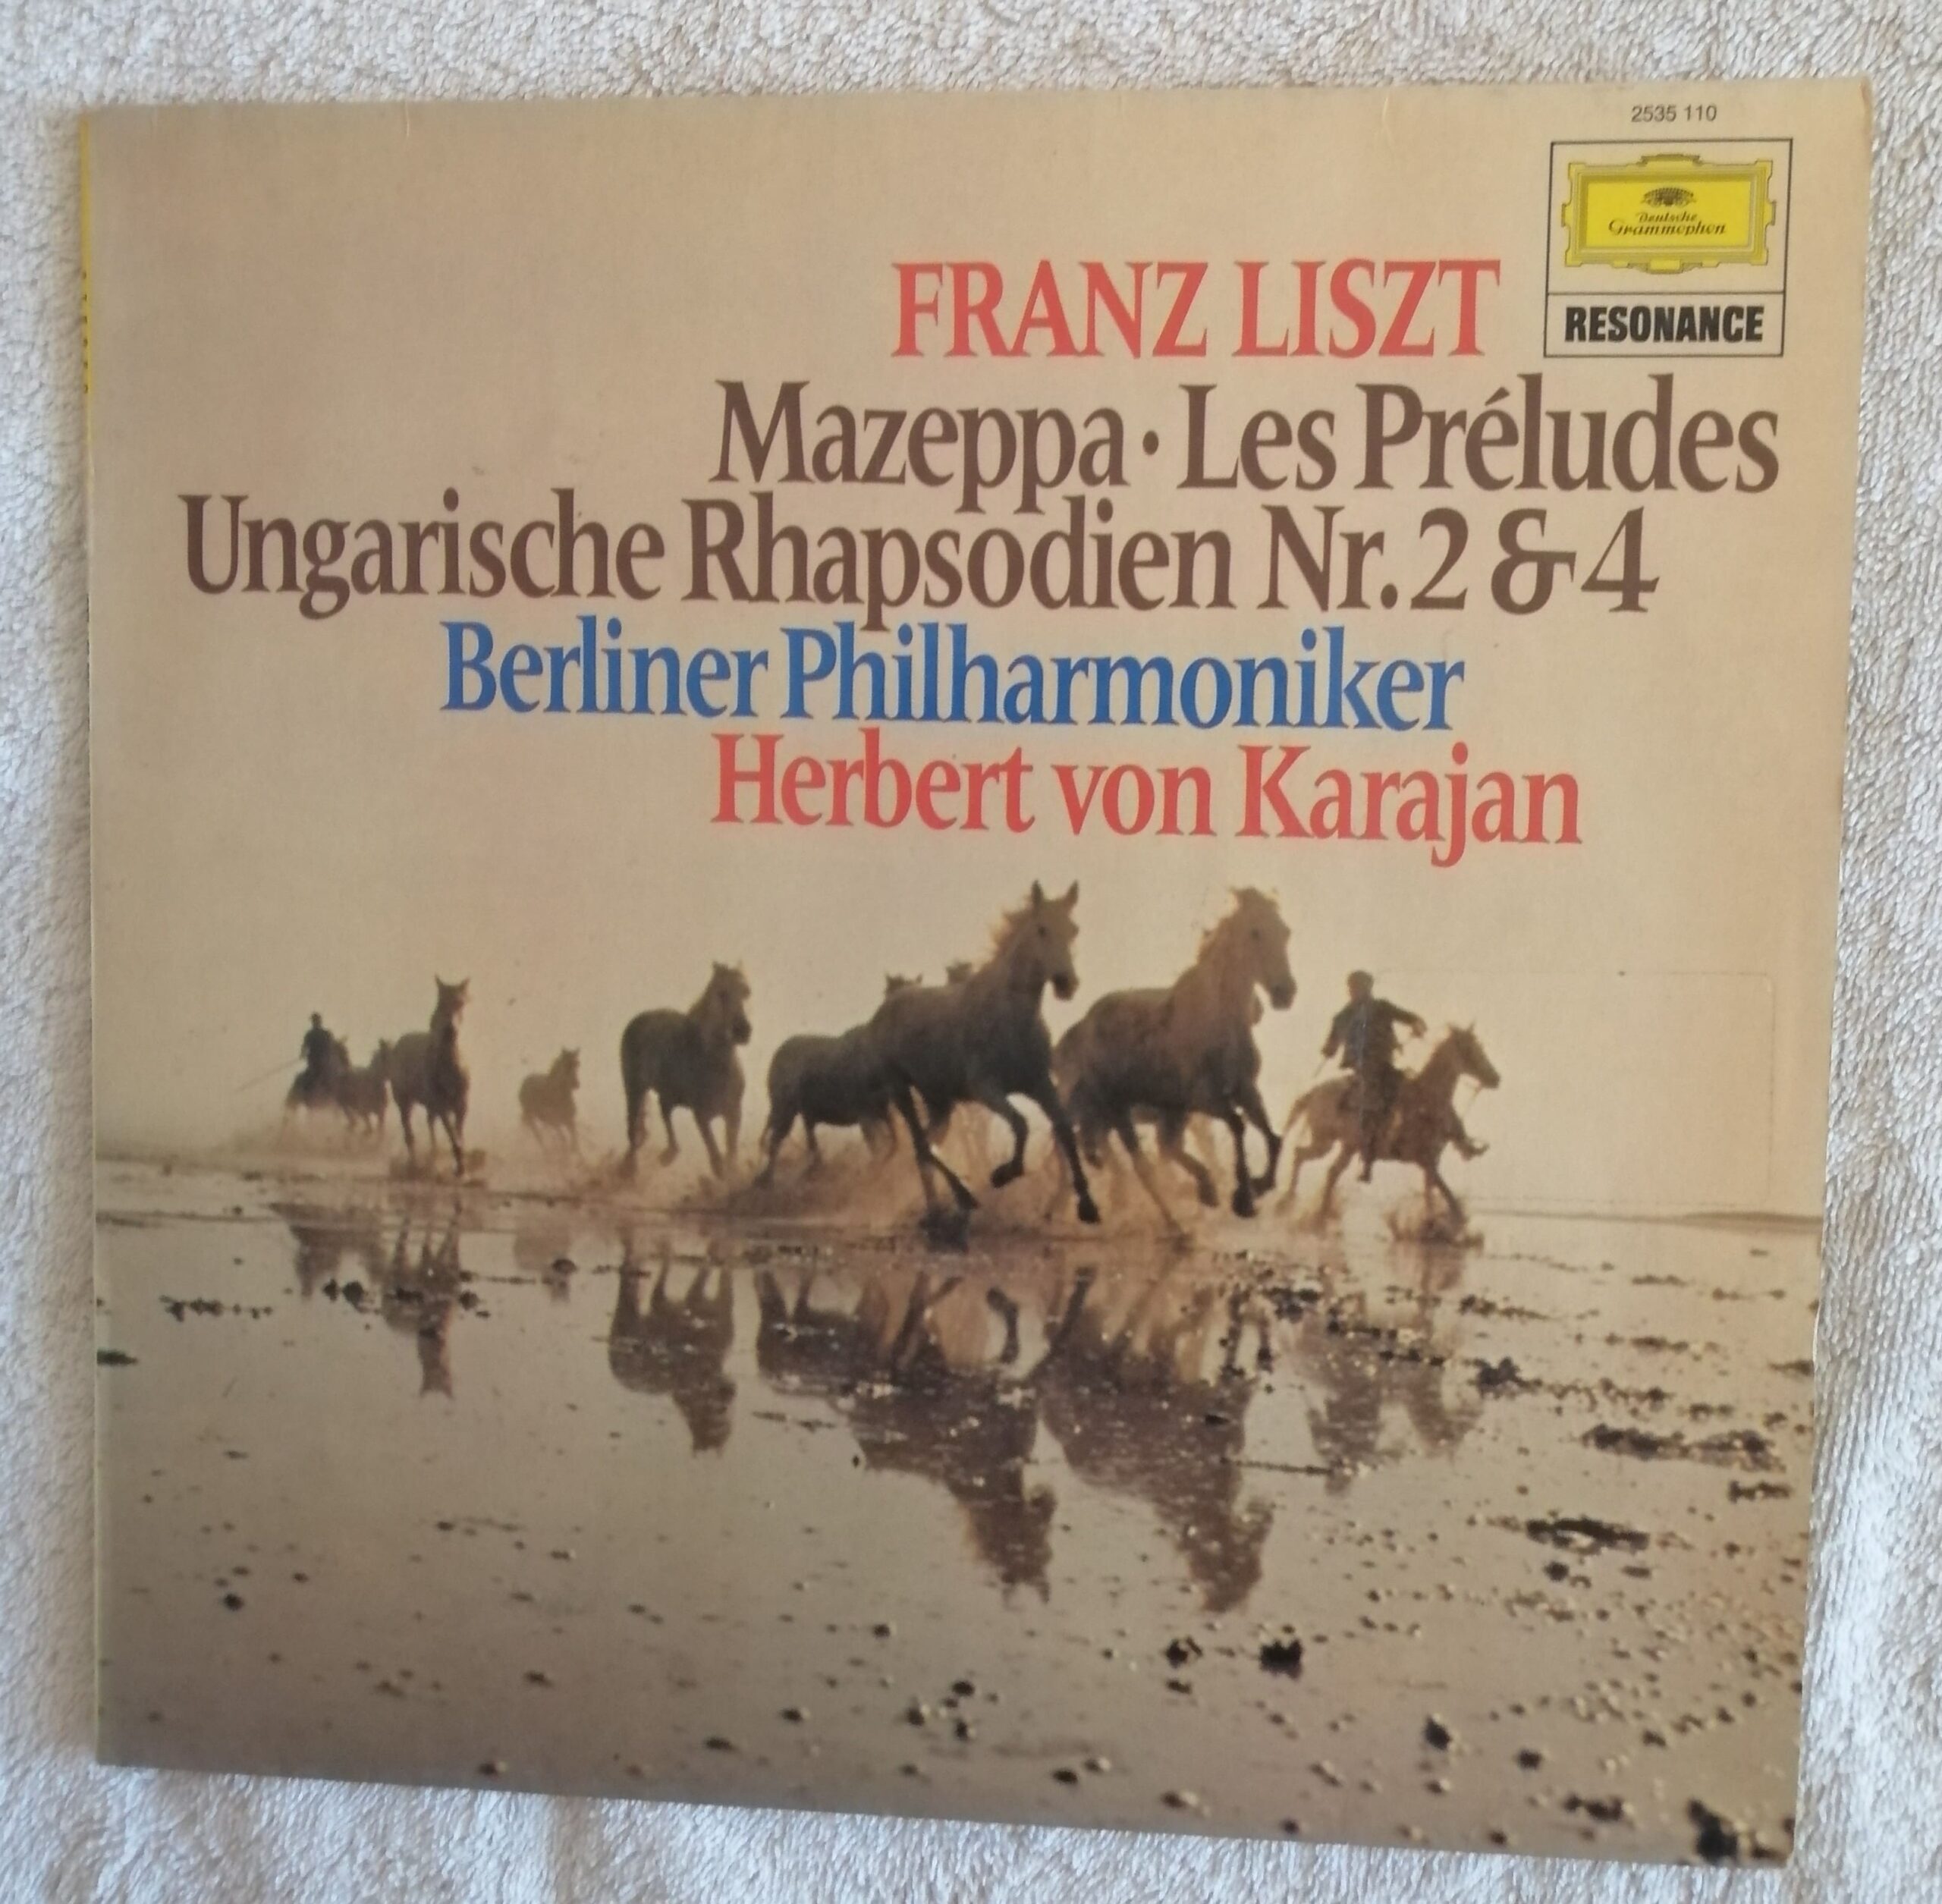 2535 110
Deutsche
Grammophon
RESONANCE
FRANZ LISZT
Mazeppa · Les Préludes
Ungarische Rhapsodien Nr. 2 & 4
Berliner Philharmoniker
Herbert von Karajan